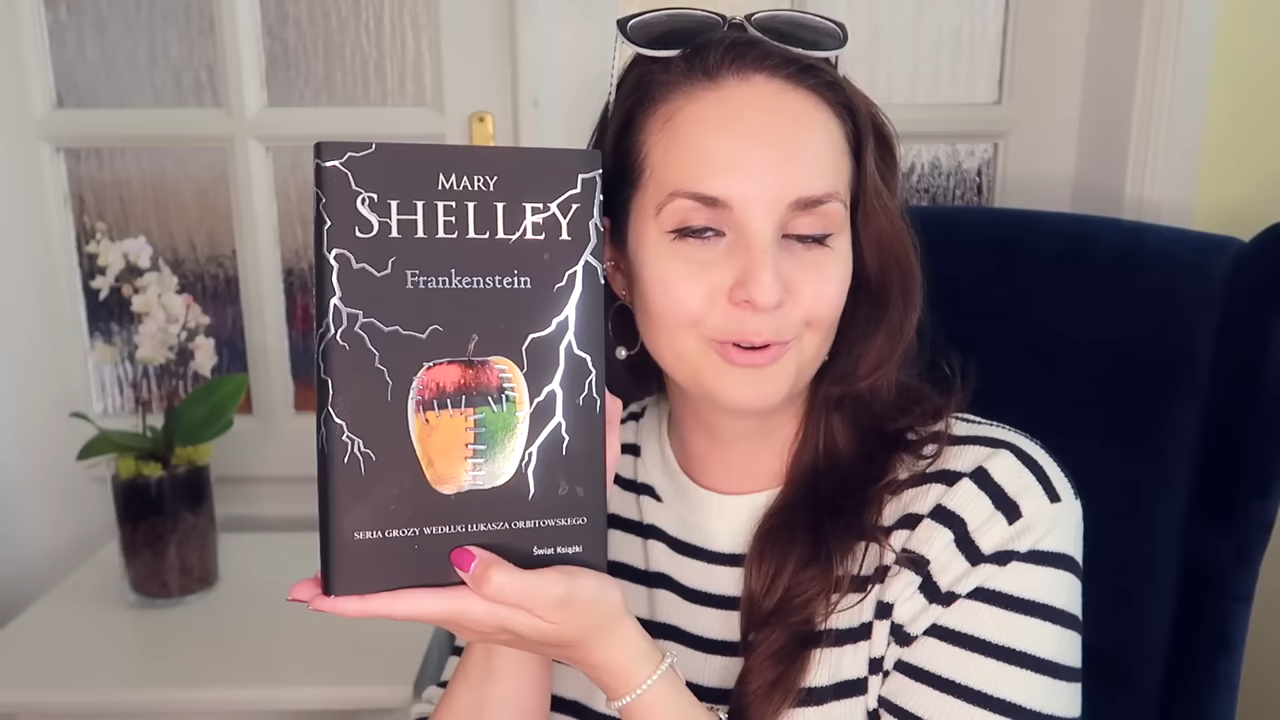 MARY
SHELLEY
Frankenstein
SERIA GROZY WEDŁUG ŁUKASZA ORBITOWSKIEGO
Świat Książki